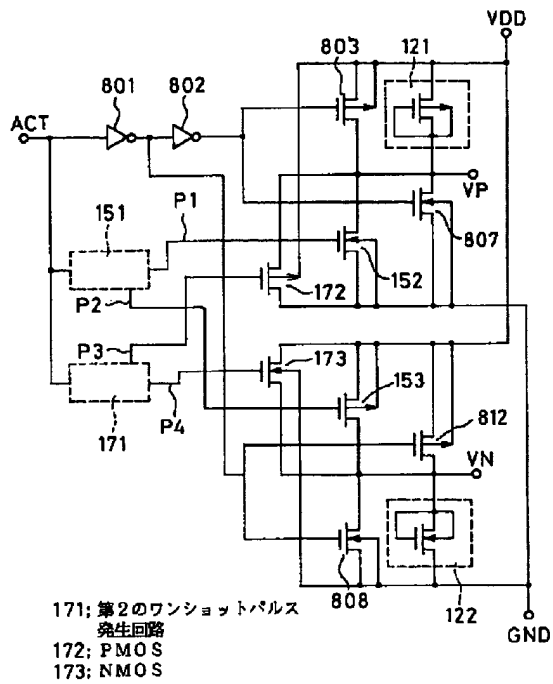 VDD
803
121
801
802
ACT
VP
P1
151
807
152
172
P2
P3
173
153
812
171
P4
VN
808
122
GND
171; 第2のワンショットパルス
発生回路
172; PMOS
173; NMOS